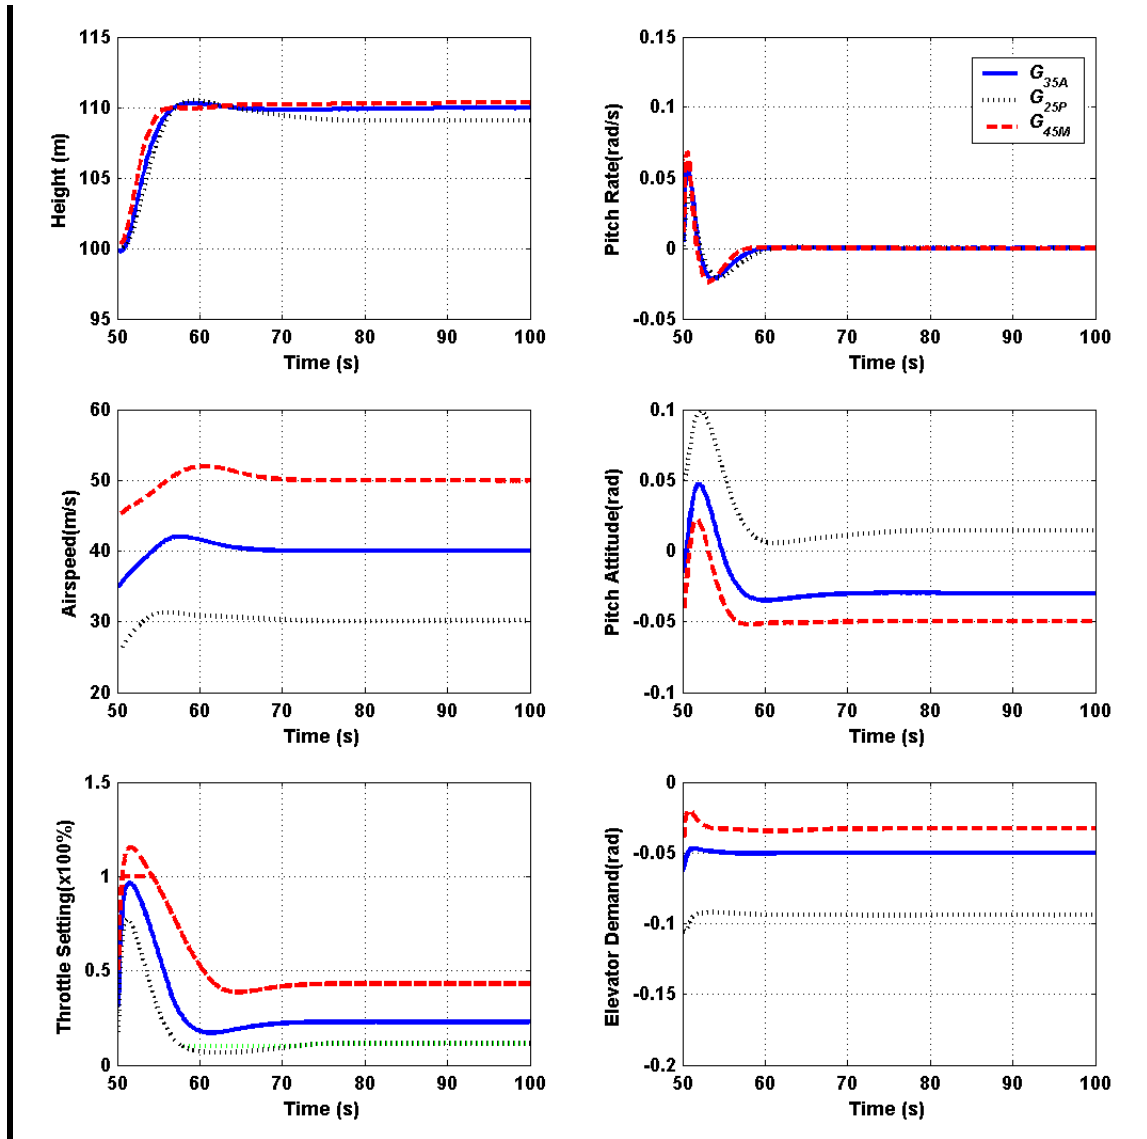 115
110
105
100
95
Height (m)
50 60 70 80 90 100
Time (s)
0.15
0.1
0.05
0
-0.05
Pitch Rate(rad/s)
50 60 70 80 90 100
Time (s)
G35A
G25P
G45M
60
50
40
30
20
Airspeed(m/s)
50 60 70 80 90 100
Time (s)
0.1
0.05
0
-0.05
-0.1
Pitch Attitude(rad)
50 60 70 80 90 100
Time (s)
1.5
1
0.5
0
Throttle Setting(x100%)
50 60 70 80 90 100
Time (s)
0
-0.05
-0.1
-0.15
-0.2
Elevator Demand(rad)
50 60 70 80 90 100
Time (s)